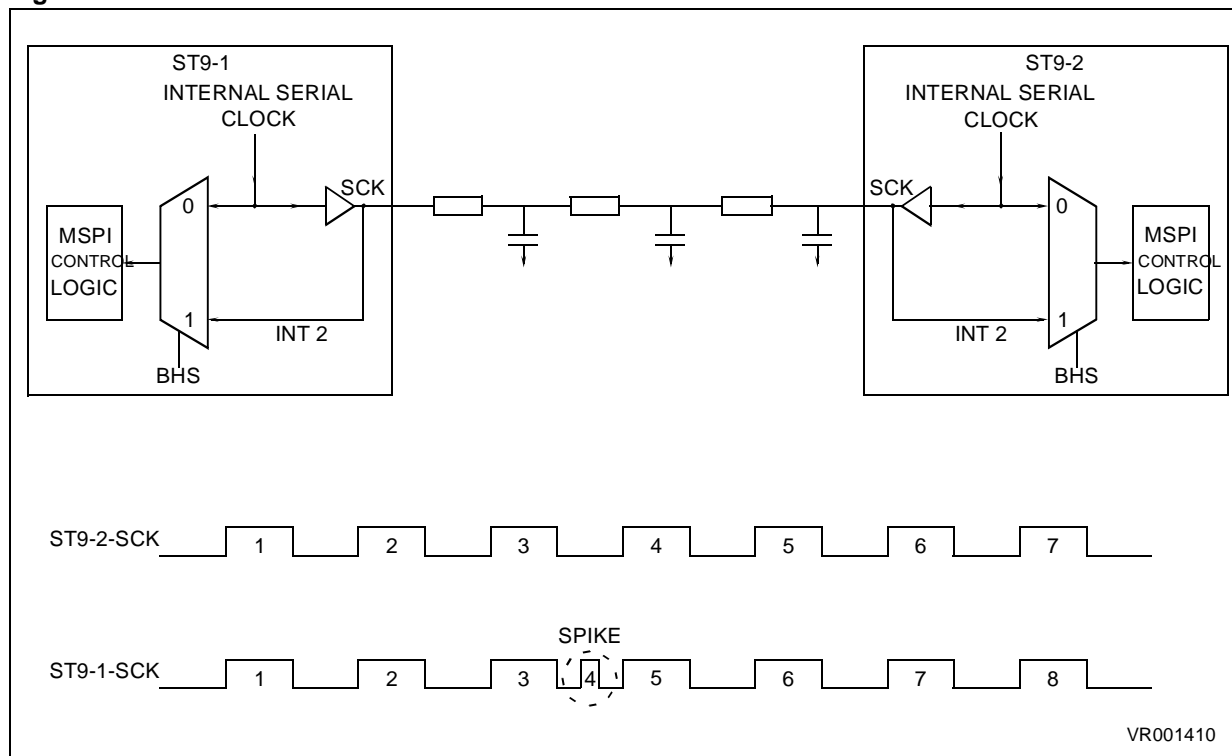 ST9-1
INTERNAL SERIAL
CLOCK
SCK
0
MSPI
CONTROL
LOGIC
1
INT 2
BHS
ST9-2
INTERNAL SERIAL
CLOCK
SCK
0
MSPI
CONTROL
LOGIC
1
INT 2
BHS
ST9-2-SCK 1 2 3 4 5 6 7
SPIKE
ST9-1-SCK 1 2 3 4 5 6 7 8
VR001410